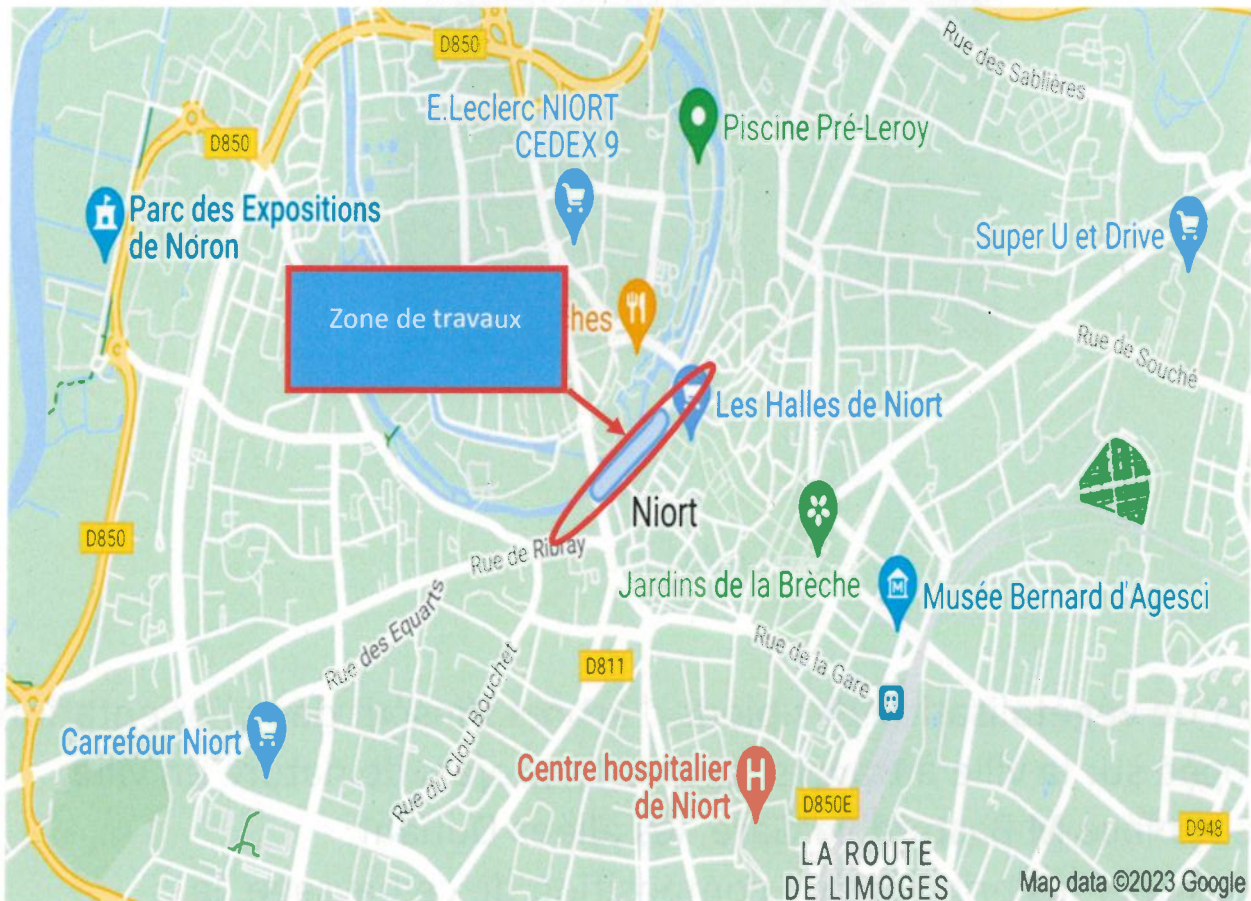 D850
Rue des Sablières
E.Leclerc NIORT
CEDEX 9
Piscine Pré-Leroy
D850
Parc des Expositions
de Noron
Super U et Drive
Zone de travaux
hes
Rue de Souché
Les Halles de Niort
Niort
D850
Rue de Ribray
Jardins de la Brèche
Musée Bernard d'Agesci
Rue des Equarts
Rue de la Gare
D811
Rue du Clou Bouchet
Carrefour Niort
Centre hospitalier
de Niort
H
D850E
D948
LA ROUTE
DE LIMOGES
Map data ©2023 Google